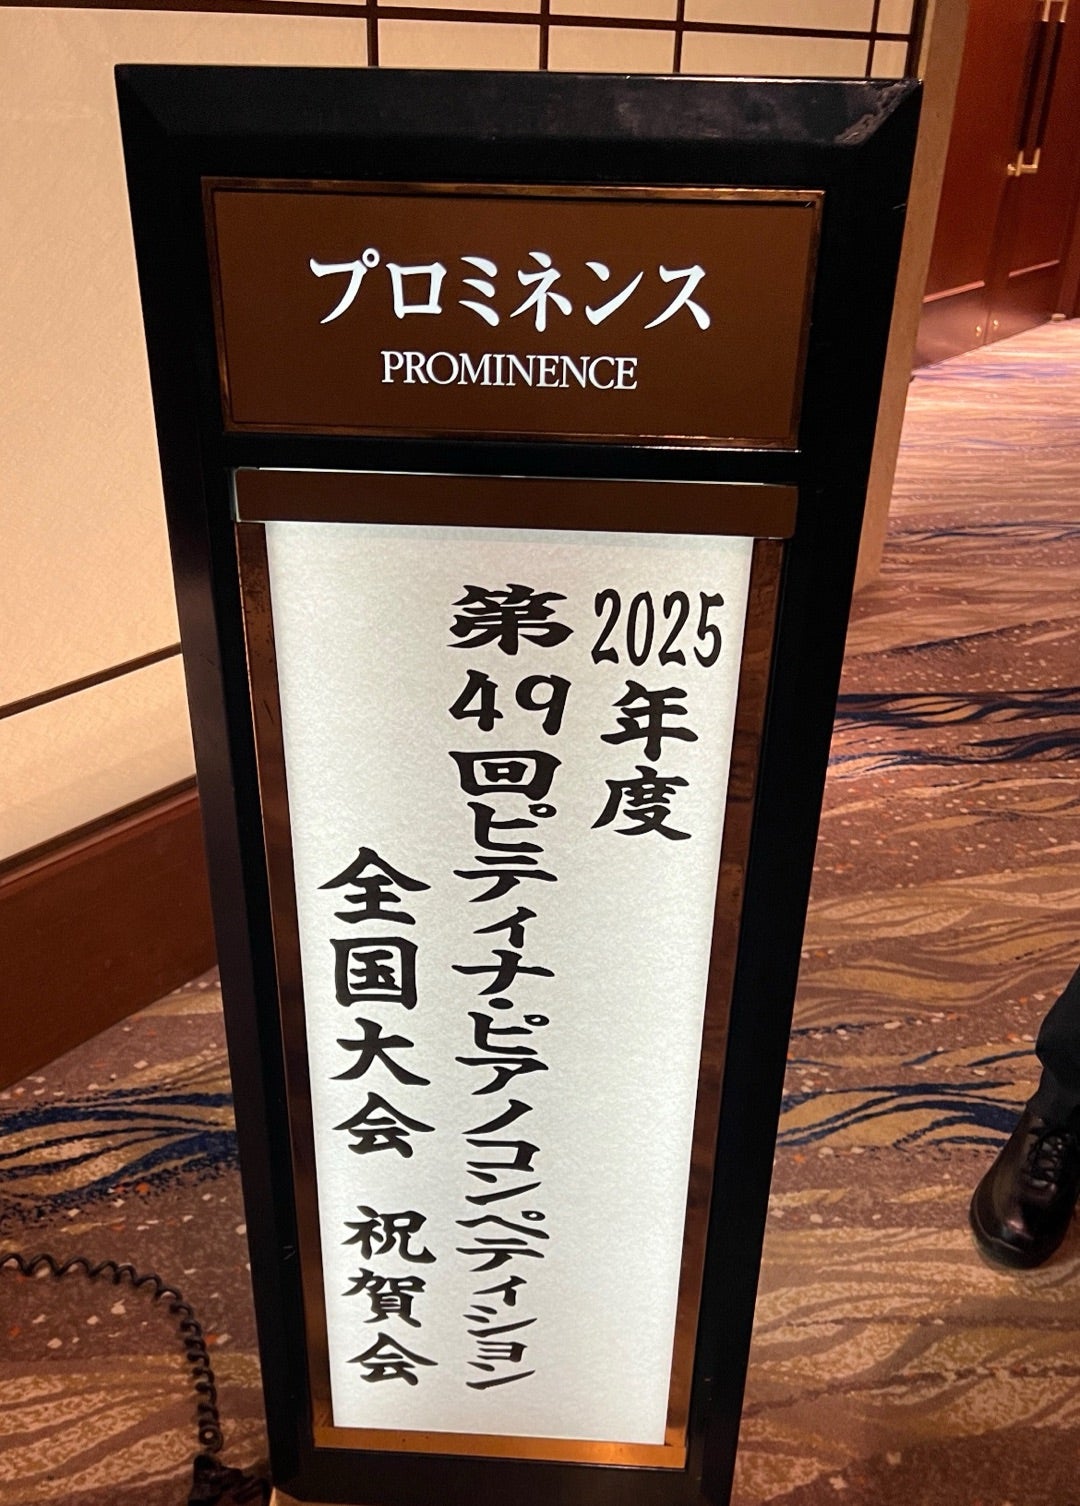 プロミネンス
PROMINENCE
2025年度
第49回ピティナ・ピアノコンペティション
全国大会 祝賀会